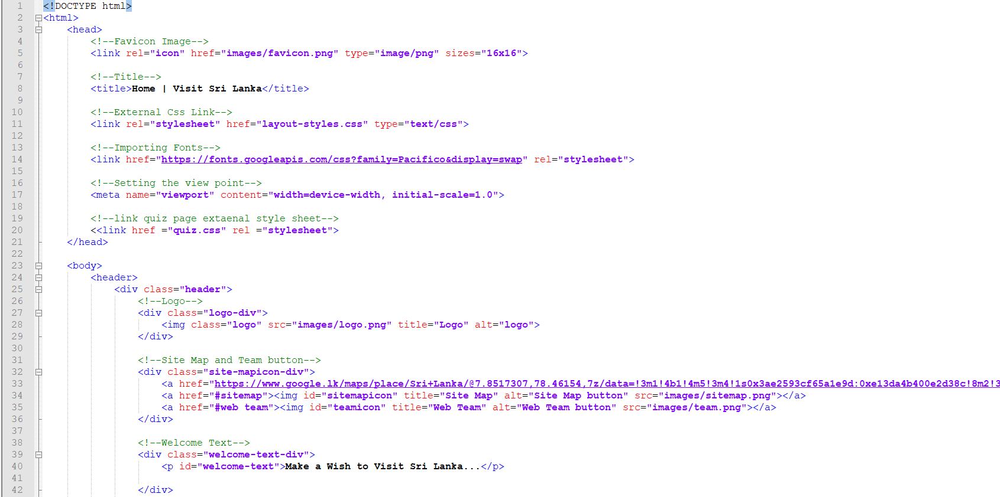 1 <!DOCTYPE html>
2 <html>
3 <head>
4 <!--Favicon Image-->
5 <link rel="icon" href="images/favicon.png" type="image/png" sizes="16x16">
6
7 <!--Title-->
8 <title>Home | Visit Sri Lanka</title>
9
10 <!--External Css Link-->
11 <link rel="stylesheet" href="layout-styles.css" type="text/css">
12
13 <!--Importing Fonts-->
14 <link href="https://fonts.googleapis.com/css?family=Pacifico&display=swap" rel="stylesheet">
15
16 <!--Setting the view point-->
17 <meta name="viewport" content="width=device-width, initial-scale=1.0">
18
19 <!--link quiz page extaenal style sheet-->
20 <<link href ="quiz.css" rel ="stylesheet">
21 </head>
22
23 <body>
24 <header>
25 <div class="header">
26 <!--Logo-->
27 <div class="logo-div">
28 <img class="logo" src="images/logo.png" title="Logo" alt="logo">
29 </div>
30
31 <!--Site Map and Team button-->
32 <div class="site-mapicon-div">
33 <a href="https://www.google.lk/maps/place/Sri+Lanka/@7.8517307,78.46154,7z/data=!3m1!4b1!4m5!3m4!1s0x3ae2593cf65a1e9d:0xe13da4b400e2d38c!8m2!3
34 <a href="#sitemap"><img id="sitemapicon" title="Site Map" alt="Site Map button" src="images/sitemap.png"></a>
35 <a href="#web team"><img id="teamicon" title="Web Team" alt="Web Team button" src="images/team.png"></a>
36 </div>
37
38 <!--Welcome Text-->
39 <div class="welcome-text-div">
40 <p id="welcome-text">Make a Wish to Visit Sri Lanka...</p>
41
42 </div>